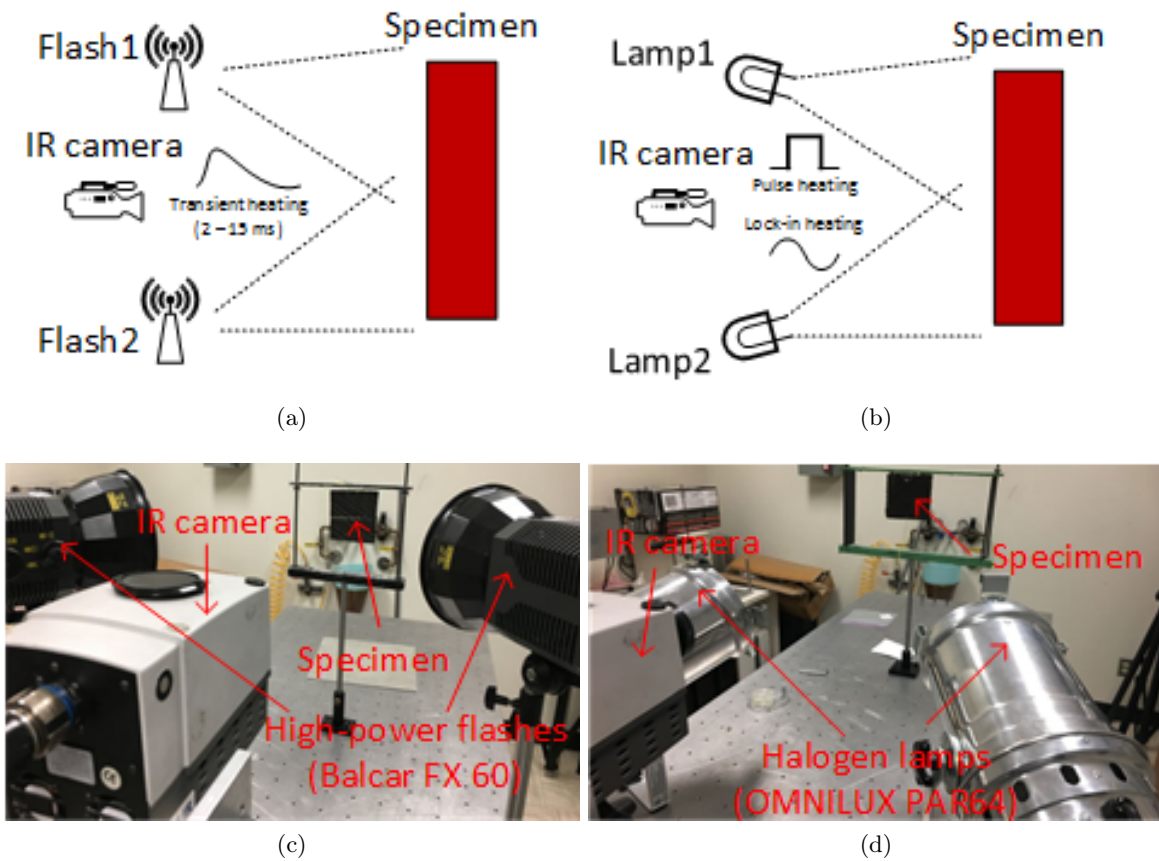 Specimen
Flash1
IR camera
Transient heating
(2 – 15 ms)
Flash2
(a)
Specimen
Lamp1
IR camera
Pulse heating
Lock-in heating
Lamp2
(b)
IR camera
Specimen
High-power flashes
(Balcar FX 60)
(c)
IR camera
Specimen
Halogen lamps
(OMNILUX PAR64)
(d)